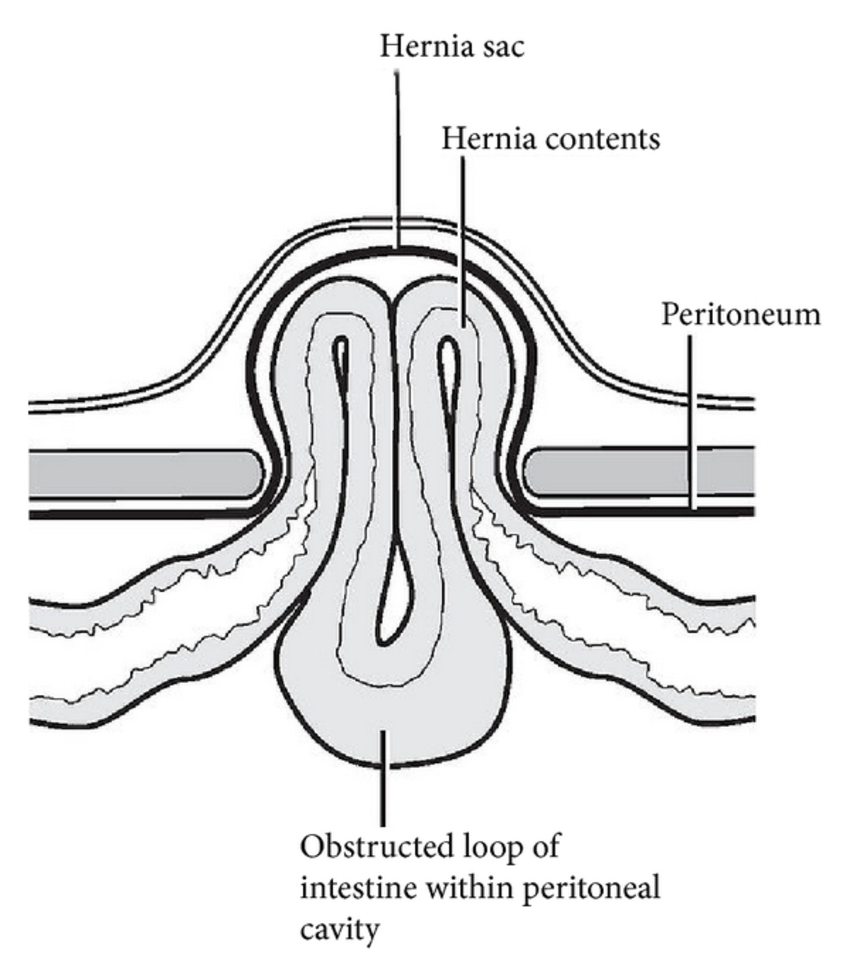 Hernia sac
Hernia contents
Peritoneum
Obstructed loop of
intestine within peritoneal
cavity